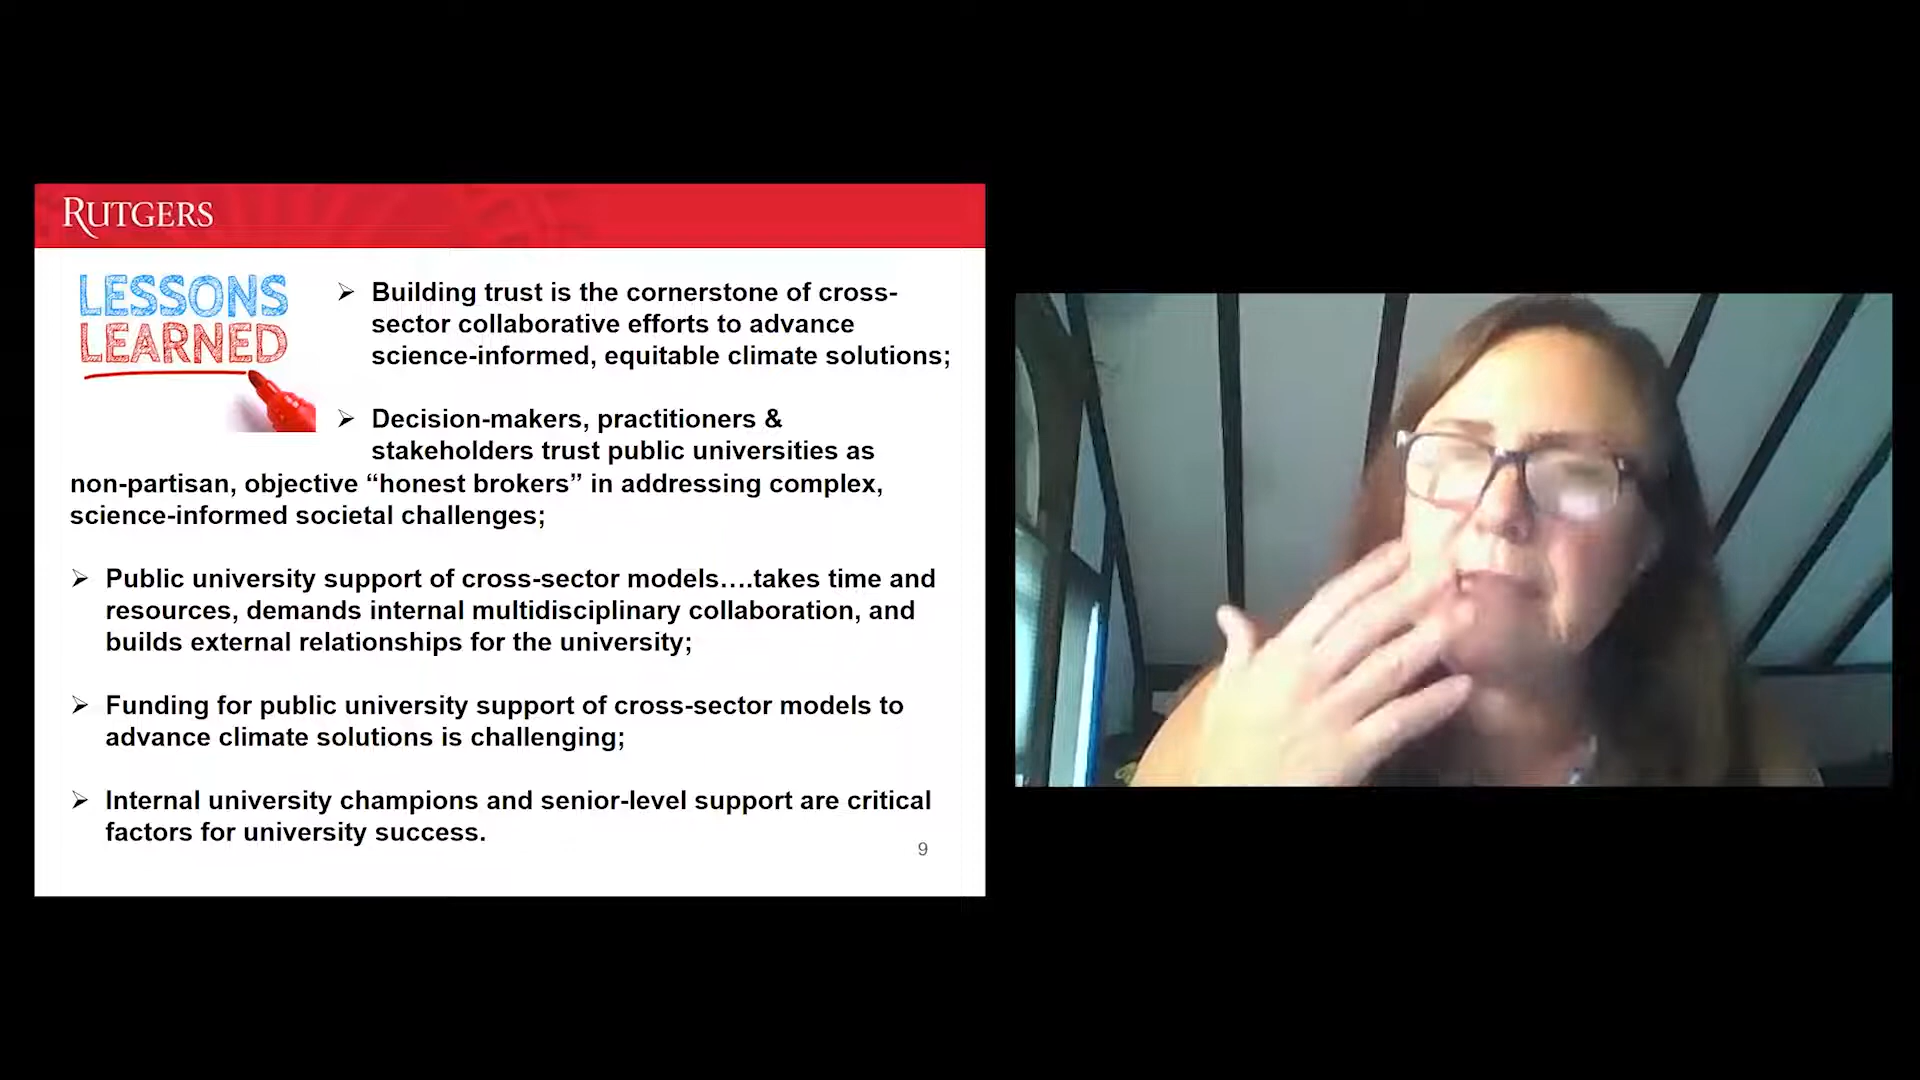 RUTGERS
LESSONS
LEARNED
➢ Building trust is the cornerstone of cross-
sector collaborative efforts to advance
science-informed, equitable climate solutions;
➢ Decision-makers, practitioners &
stakeholders trust public universities as
non-partisan, objective “honest brokers” in addressing complex,
science-informed societal challenges;
➢ Public university support of cross-sector models….takes time and
resources, demands internal multidisciplinary collaboration, and
builds external relationships for the university;
➢ Funding for public university support of cross-sector models to
advance climate solutions is challenging;
➢ Internal university champions and senior-level support are critical
factors for university success.
9